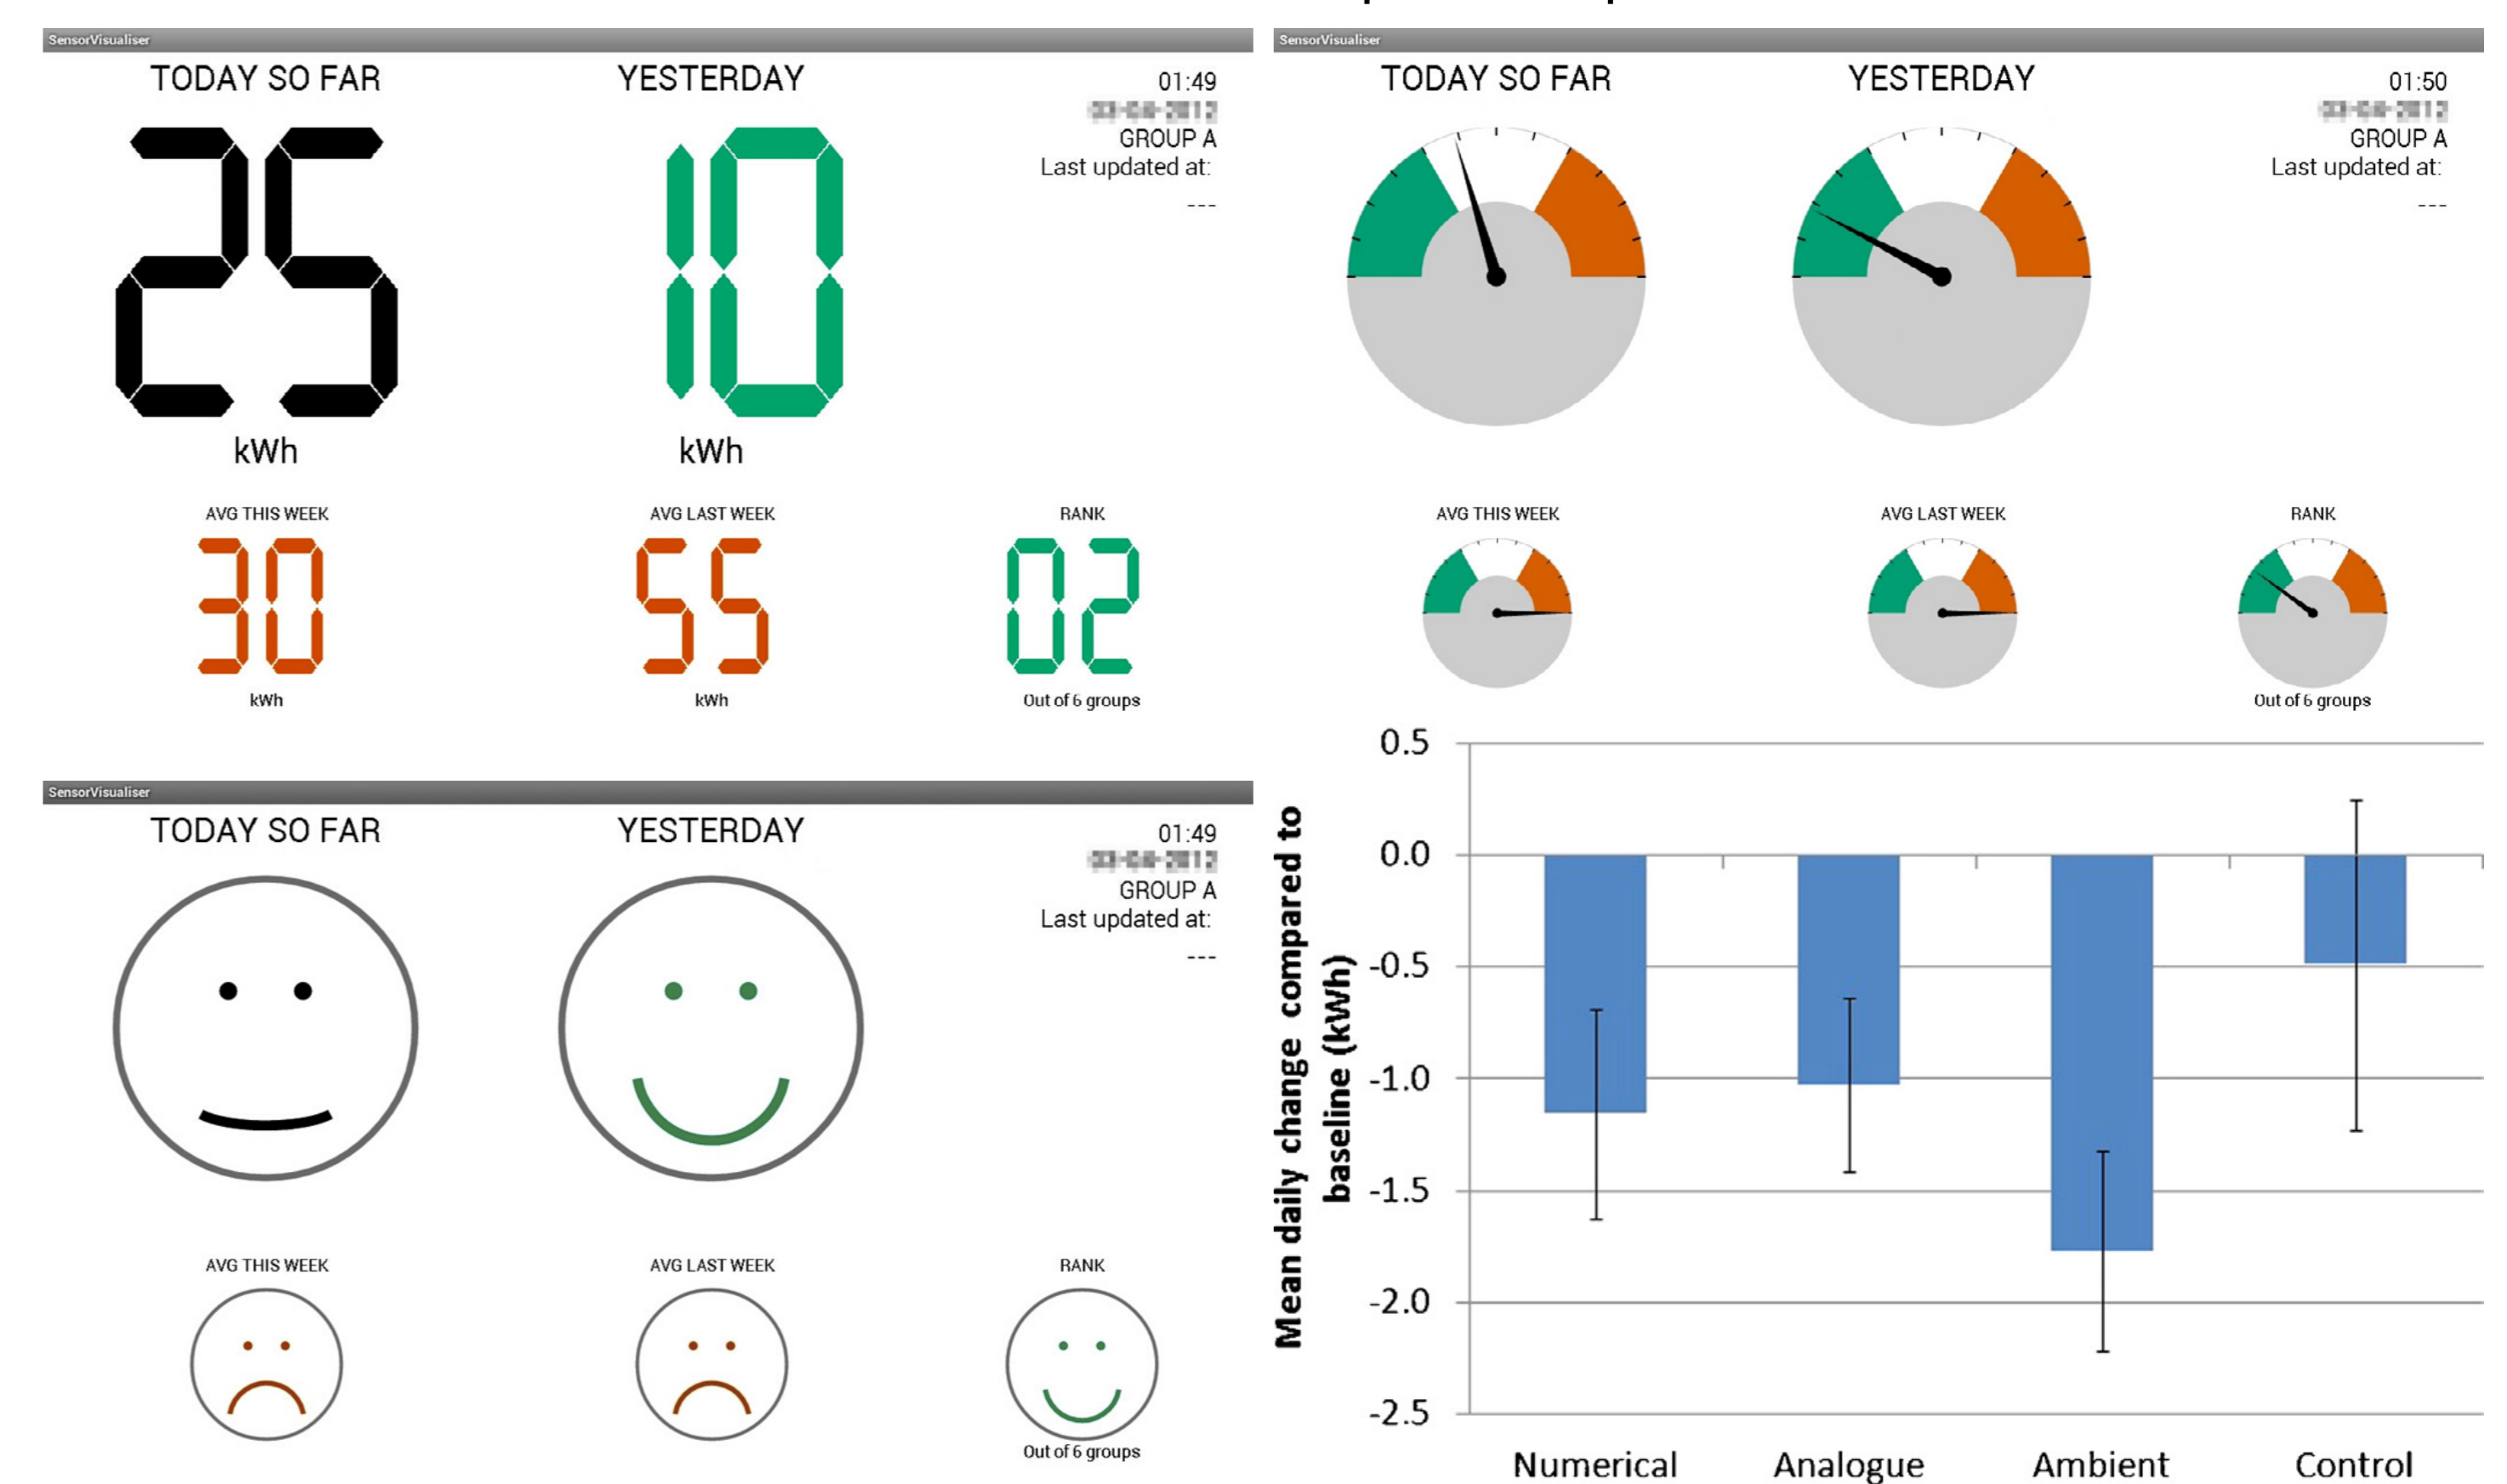 SensorVisualiser
TODAY SO FAR
YESTERDAY
01:49
GROUP A
Last updated at:
---
25
10
kWh
kWh
AVG THIS WEEK
AVG LAST WEEK
RANK
30
55
02
kWh
kWh
Out of 6 groups
SensorVisualiser
TODAY SO FAR
YESTERDAY
01:50
GROUP A
Last updated at:
---
AVG THIS WEEK
AVG LAST WEEK
RANK
Out of 6 groups
SensorVisualiser
TODAY SO FAR
YESTERDAY
01:49
GROUP A
Last updated at:
---
AVG THIS WEEK
AVG LAST WEEK
RANK
Out of 6 groups
Mean daily change compared to
baseline (kWh)
0.5
0.0
-0.5
-1.0
-1.5
-2.0
-2.5
Numerical
Analogue
Ambient
Control